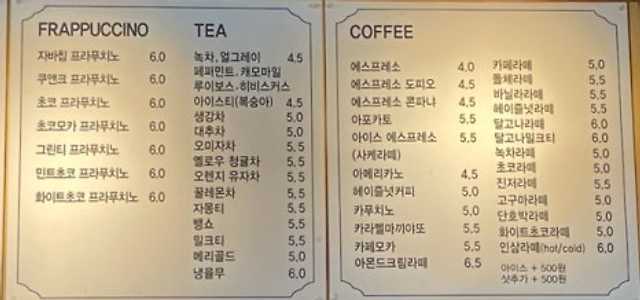 FRAPPUCCINO
자바칩 프라푸치노 6.0
쿠앤크 프라푸치노 6.0
초코 프라푸치노 6.0
초코모카 프라푸치노 6.0
그린티 프라푸치노 6.0
민트초코 프라푸치노 6.0
화이트초코 프라푸치노 6.0
TEA
녹차, 얼그레이 4.5
페퍼민트, 캐모마일
루이보스, 히비스커스
아이스티(복숭아) 4.5
생강차 5.0
대추차 5.0
오미자차 5.5
옐로우 청귤차 5.5
오렌지 유자차 5.5
꿀레몬차 5.5
자몽티 5.5
뱅쇼 5.5
밀크티 5.5
메리골드 5.0
냉율무 6.0
COFFEE
에스프레소 4.0
에스프레소 도피오 4.5
에스프레소 콘파냐 4.5
아포카토 5.5
아이스 에스프레소 5.5
(사케라떼)
아메리카노 4.5
헤이즐넛커피 5.0
카푸치노 5.0
카라멜마끼야또 5.5
카페모카 5.5
아몬드크림라떼 6.5
카페라떼 5.0
돌체라떼 5.5
바닐라라떼 5.5
헤이즐넛라떼 5.5
달고나라떼 6.0
달고나밀크티 6.0
녹차라떼 5.0
초코라떼 5.0
진저라떼 5.5
고구마라떼 5.0
단호박라떼 5.0
화이트초코라떼 5.0
인삼라떼(hot/cold) 6.0
아이스 + 500원
샷추가 + 500원